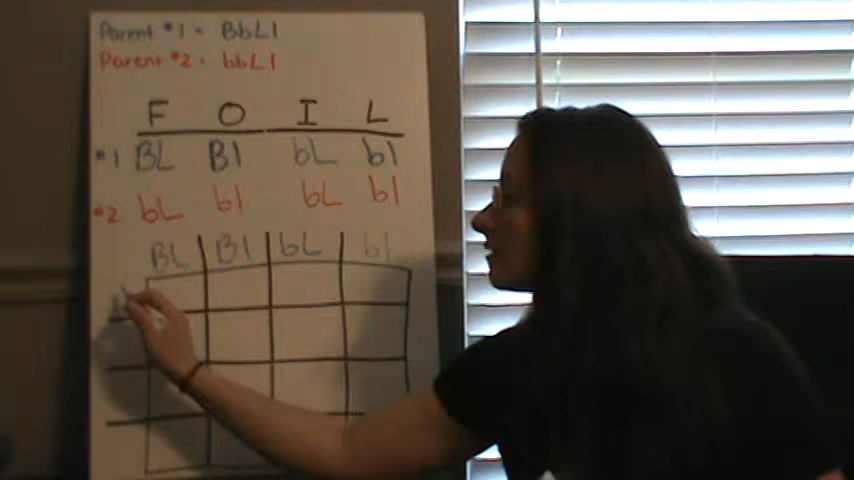 Parent #1 = BbLl
Parent #2 = bbLl
F O I L
#1 BL Bl bL bl
#2 bL bl bL bl
BL Bl bL bl